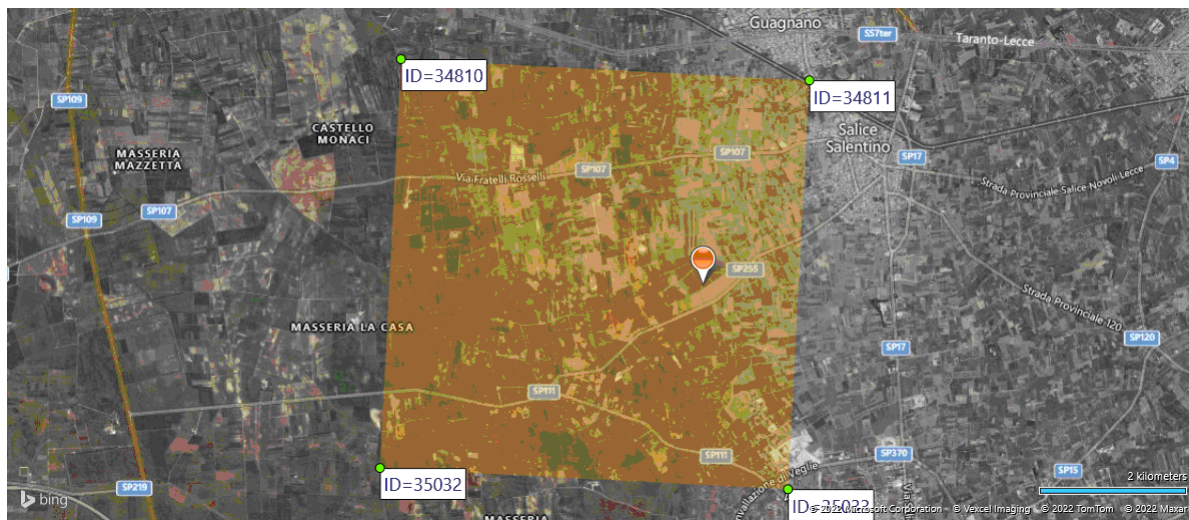 Guagnano
SS7ter
Taranto-Lecce
ID=34810
ID=34811
SP109
CASTELLO
MONACI
MASSERIA
MAZZETTA
Salice
Salentino
SP107
SP17
SP4
Via Fratelli Rosselli
SP107
Strada Provinciale Salice Novoli Lecce
SP109
SP107
SP255
Strada Provinciale 120
MASSERIA LA CASA
SP17
SP120
SP111
SP111
SP370
SP15
ID=35032
SP219
2 kilometers
bing
MASSERIA
© 2022 Microsoft Corporation © Vexcel Imaging © 2022 TomTom © 2022 Maxar